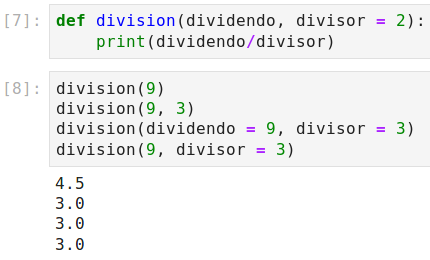 [7]: def division(dividendo, divisor = 2):
print(dividendo/divisor)
[8]: division(9)
division(9, 3)
division(dividendo = 9, divisor = 3)
division(9, divisor = 3)
4.5
3.0
3.0
3.0